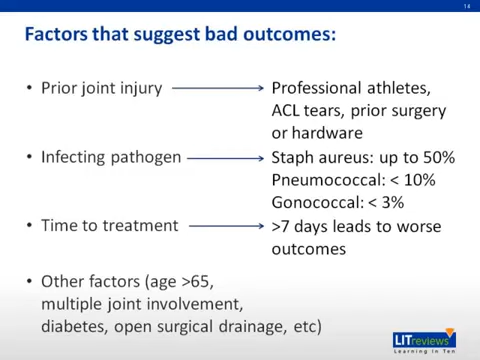 14
Factors that suggest bad outcomes:
• Prior joint injury
Professional athletes,
ACL tears, prior surgery
or hardware
• Infecting pathogen
Staph aureus: up to 50%
Pneumococcal: < 10%
Gonococcal: < 3%
• Time to treatment
>7 days leads to worse
outcomes
• Other factors (age >65,
multiple joint involvement,
diabetes, open surgical drainage, etc)
LITreviews
Learning In Ten